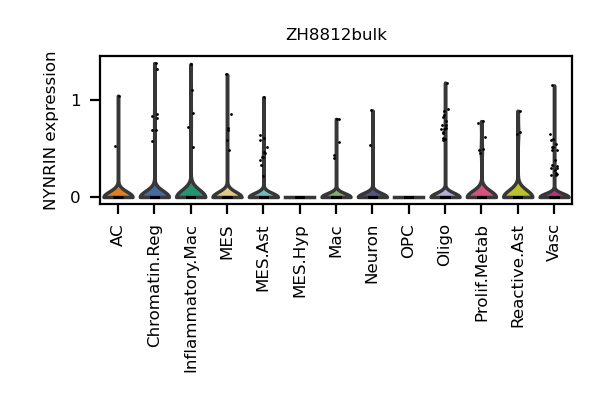 ZH8812bulk
NYNRIN expression
1
0
AC
Chromatin.Reg
Inflammatory.Mac
MES
MES.Ast
MES.Hyp
Mac
Neuron
OPC
Oligo
Prolif.Metab
Reactive.Ast
Vasc